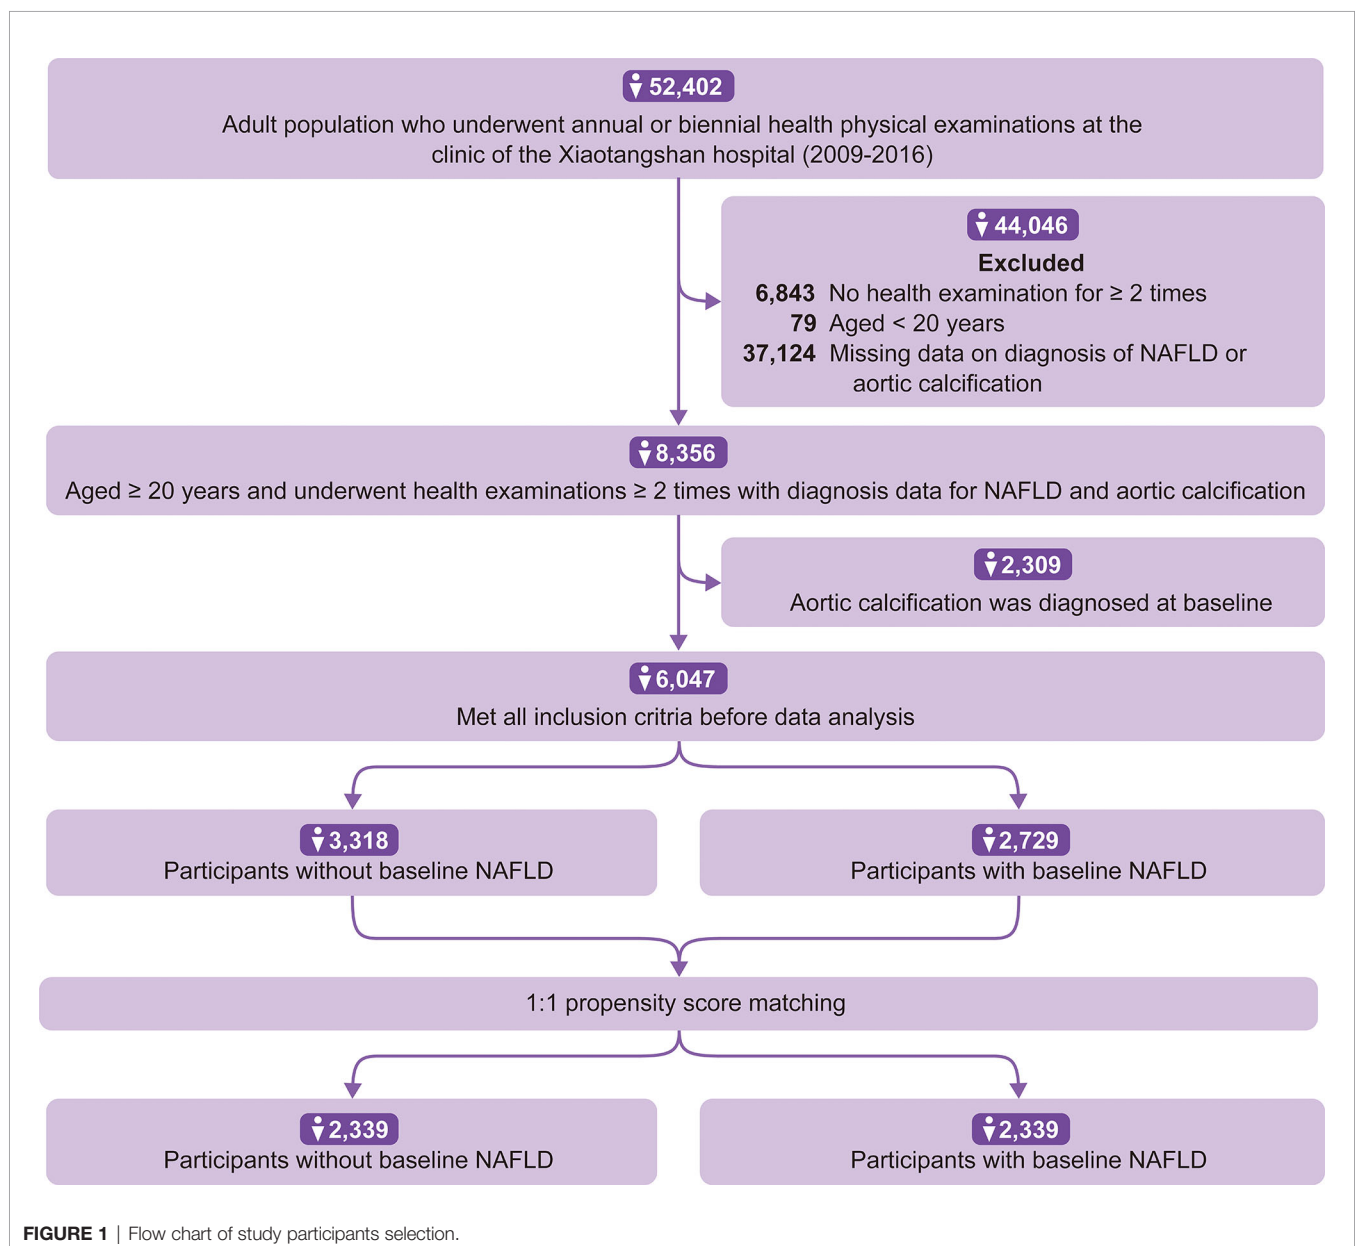 52,402
Adult population who underwent annual or biennial health physical examinations at the
clinic of the Xiaotangshan hospital (2009-2016)
44,046
Excluded
6,843 No health examination for ≥ 2 times
79 Aged < 20 years
37,124 Missing data on diagnosis of NAFLD or
aortic calcification
8,356
Aged ≥ 20 years and underwent health examinations ≥ 2 times with diagnosis data for NAFLD and aortic calcification
2,309
Aortic calcification was diagnosed at baseline
6,047
Met all inclusion critria before data analysis
3,318
Participants without baseline NAFLD
2,729
Participants with baseline NAFLD
1:1 propensity score matching
2,339
Participants without baseline NAFLD
2,339
Participants with baseline NAFLD
FIGURE 1 | Flow chart of study participants selection.